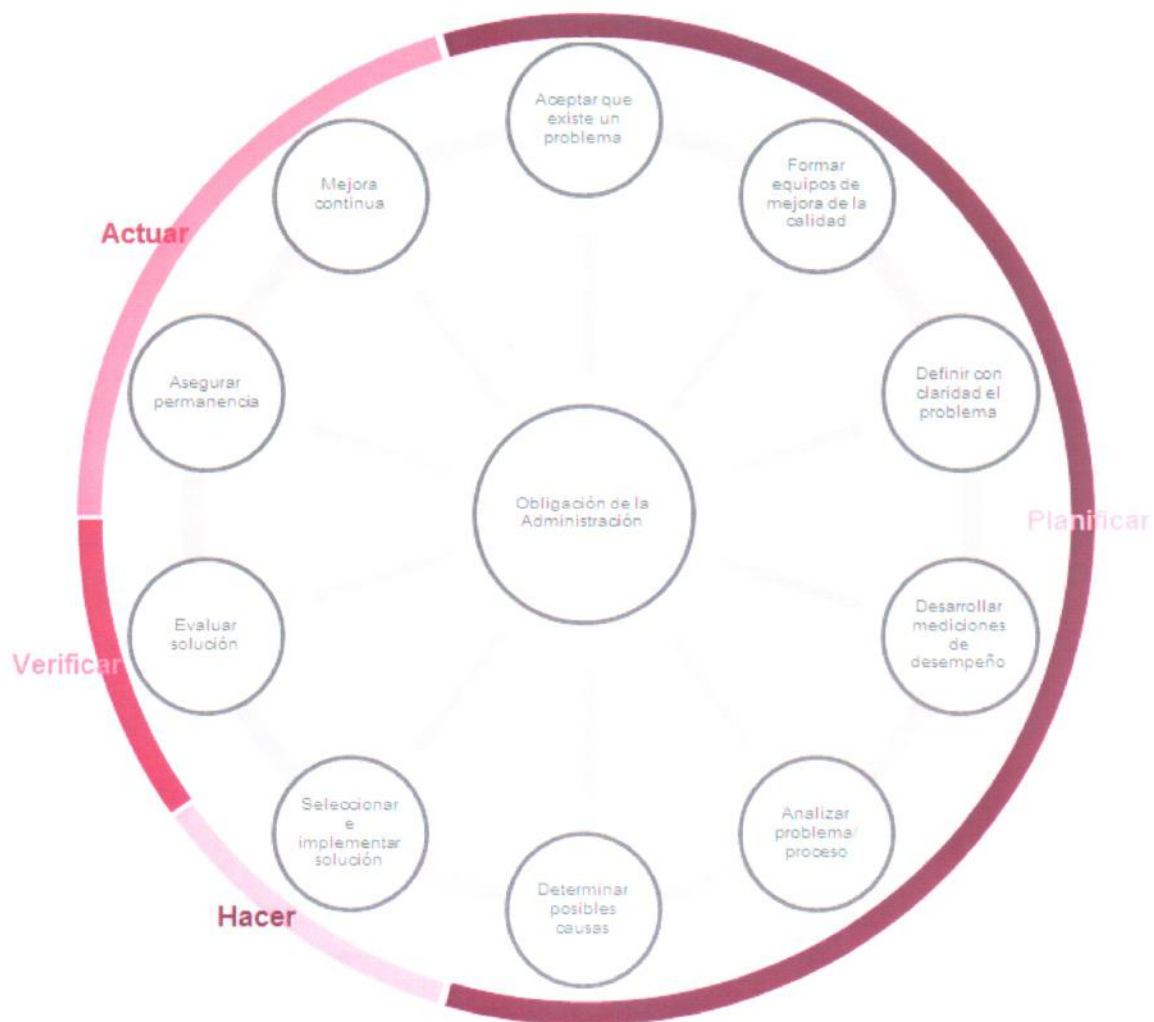 Aceptar que
existe un
problema
Formar
equipos de
mejora de la
calidad
Mejora
continua
Actuar
Definir con
claridad el
problema
Asegurar
permanencia
Obligación de la
Administración
Planificar
Desarrollar
mediciones
de
desempeño
Evaluar
solución
Verificar
Seleccionar
e
implementar
solución
Analizar
problema/
proceso
Determinar
posibles
causas
Hacer